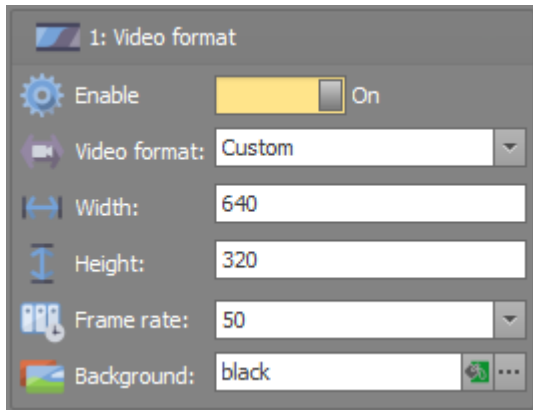 1: Video format
Enable On
Video format: Custom
Width: 640
Height: 320
Frame rate: 50
Background: black